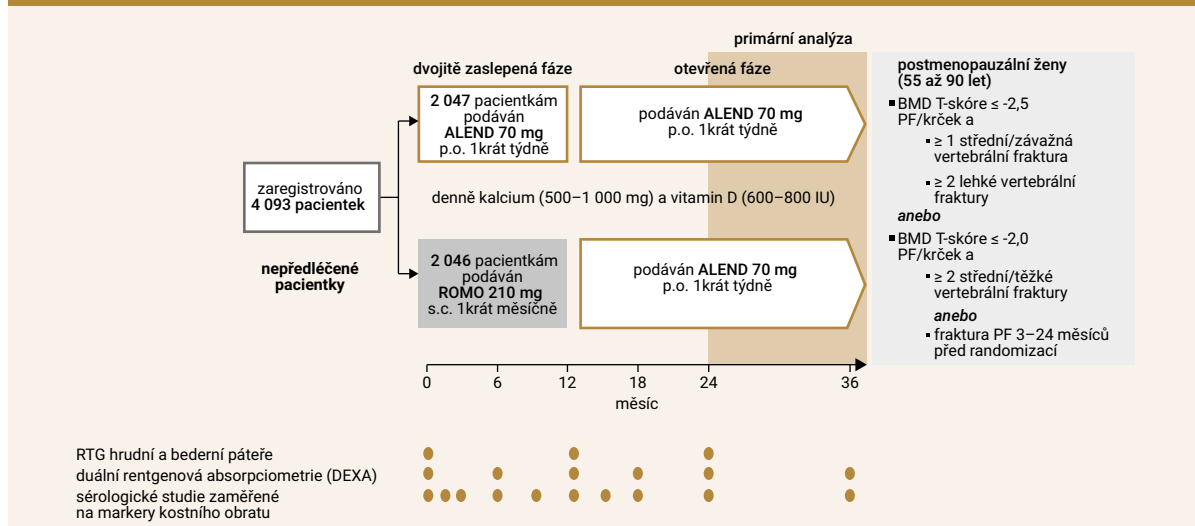 primární analýza
dvojitě zaslepená fáze
otevřená fáze
2 047 pacientkám
podáván
ALEND 70 mg
p.o. 1krát týdně
podáván ALEND 70 mg
p.o. 1krát týdně
zaregistrováno
4 093 pacientek
denně kalcium (500–1 000 mg) a vitamin D (600–800 IU)
nepředléčené
pacientky
2 046 pacientkám
podáván
ROMO 210 mg
s.c. 1krát měsíčně
podáván ALEND 70 mg
p.o. 1krát týdně
postmenopauzální ženy
(55 až 90 let)
▪ BMD T-skóre ≤ -2,5
PF/krček a
▪ ≥ 1 střední/závažná
vertebrální fraktura
▪ ≥ 2 lehké vertebrální
fraktury
anebo
▪ BMD T-skóre ≤ -2,0
PF/krček a
▪ ≥ 2 střední/těžké
vertebrální fraktury
anebo
▪ fraktura PF 3–24 měsíců
před randomizací
0 6 12 18 24 36
měsíc
RTG hrudní a bederní páteře
duální rentgenová absorpciometrie (DEXA)
sérologické studie zaměřené
na markery kostního obratu